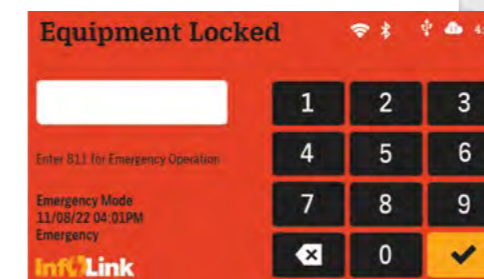 Equipment Locked
1 2 3
Enter 811 for Emergency Operation
4 5 6
Emergency Mode
11/08/22 04:01PM
Emergency
7 8 9
InfoLink
0